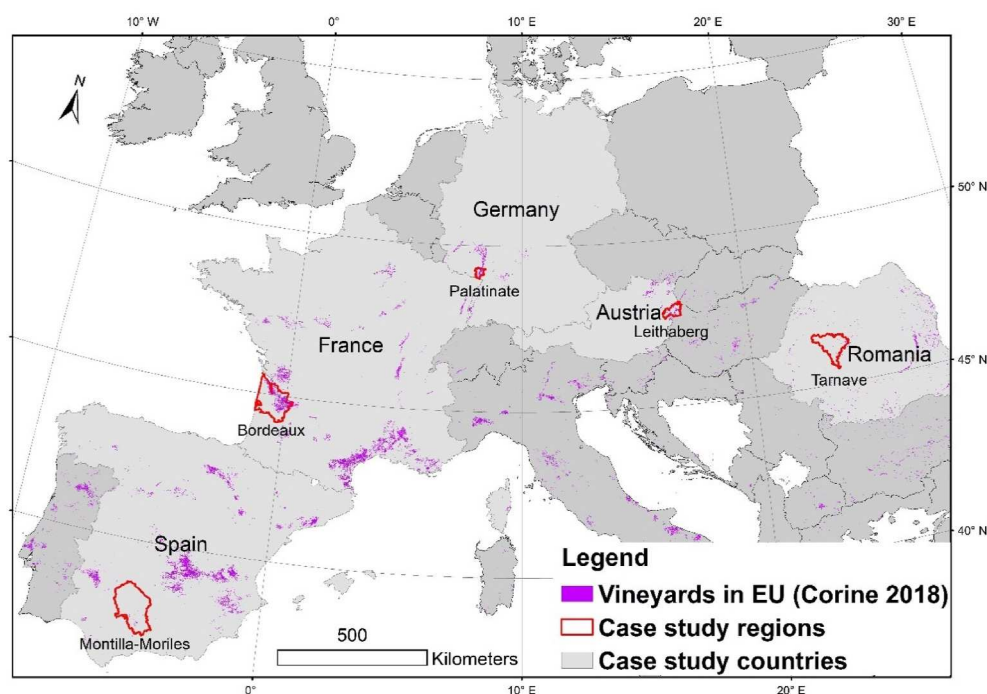 10° W 0° 10° E 20° E 30° E
N
50° N
Germany
Palatinate
Austria
Leithaberg
France
Romania
45° N
Tarnave
Bordeaux
40° N
Spain
Montilla-Moriles
Legend
Vineyards in EU (Corine 2018)
Case study regions
Case study countries
500
Kilometers
0° 10° E 20° E